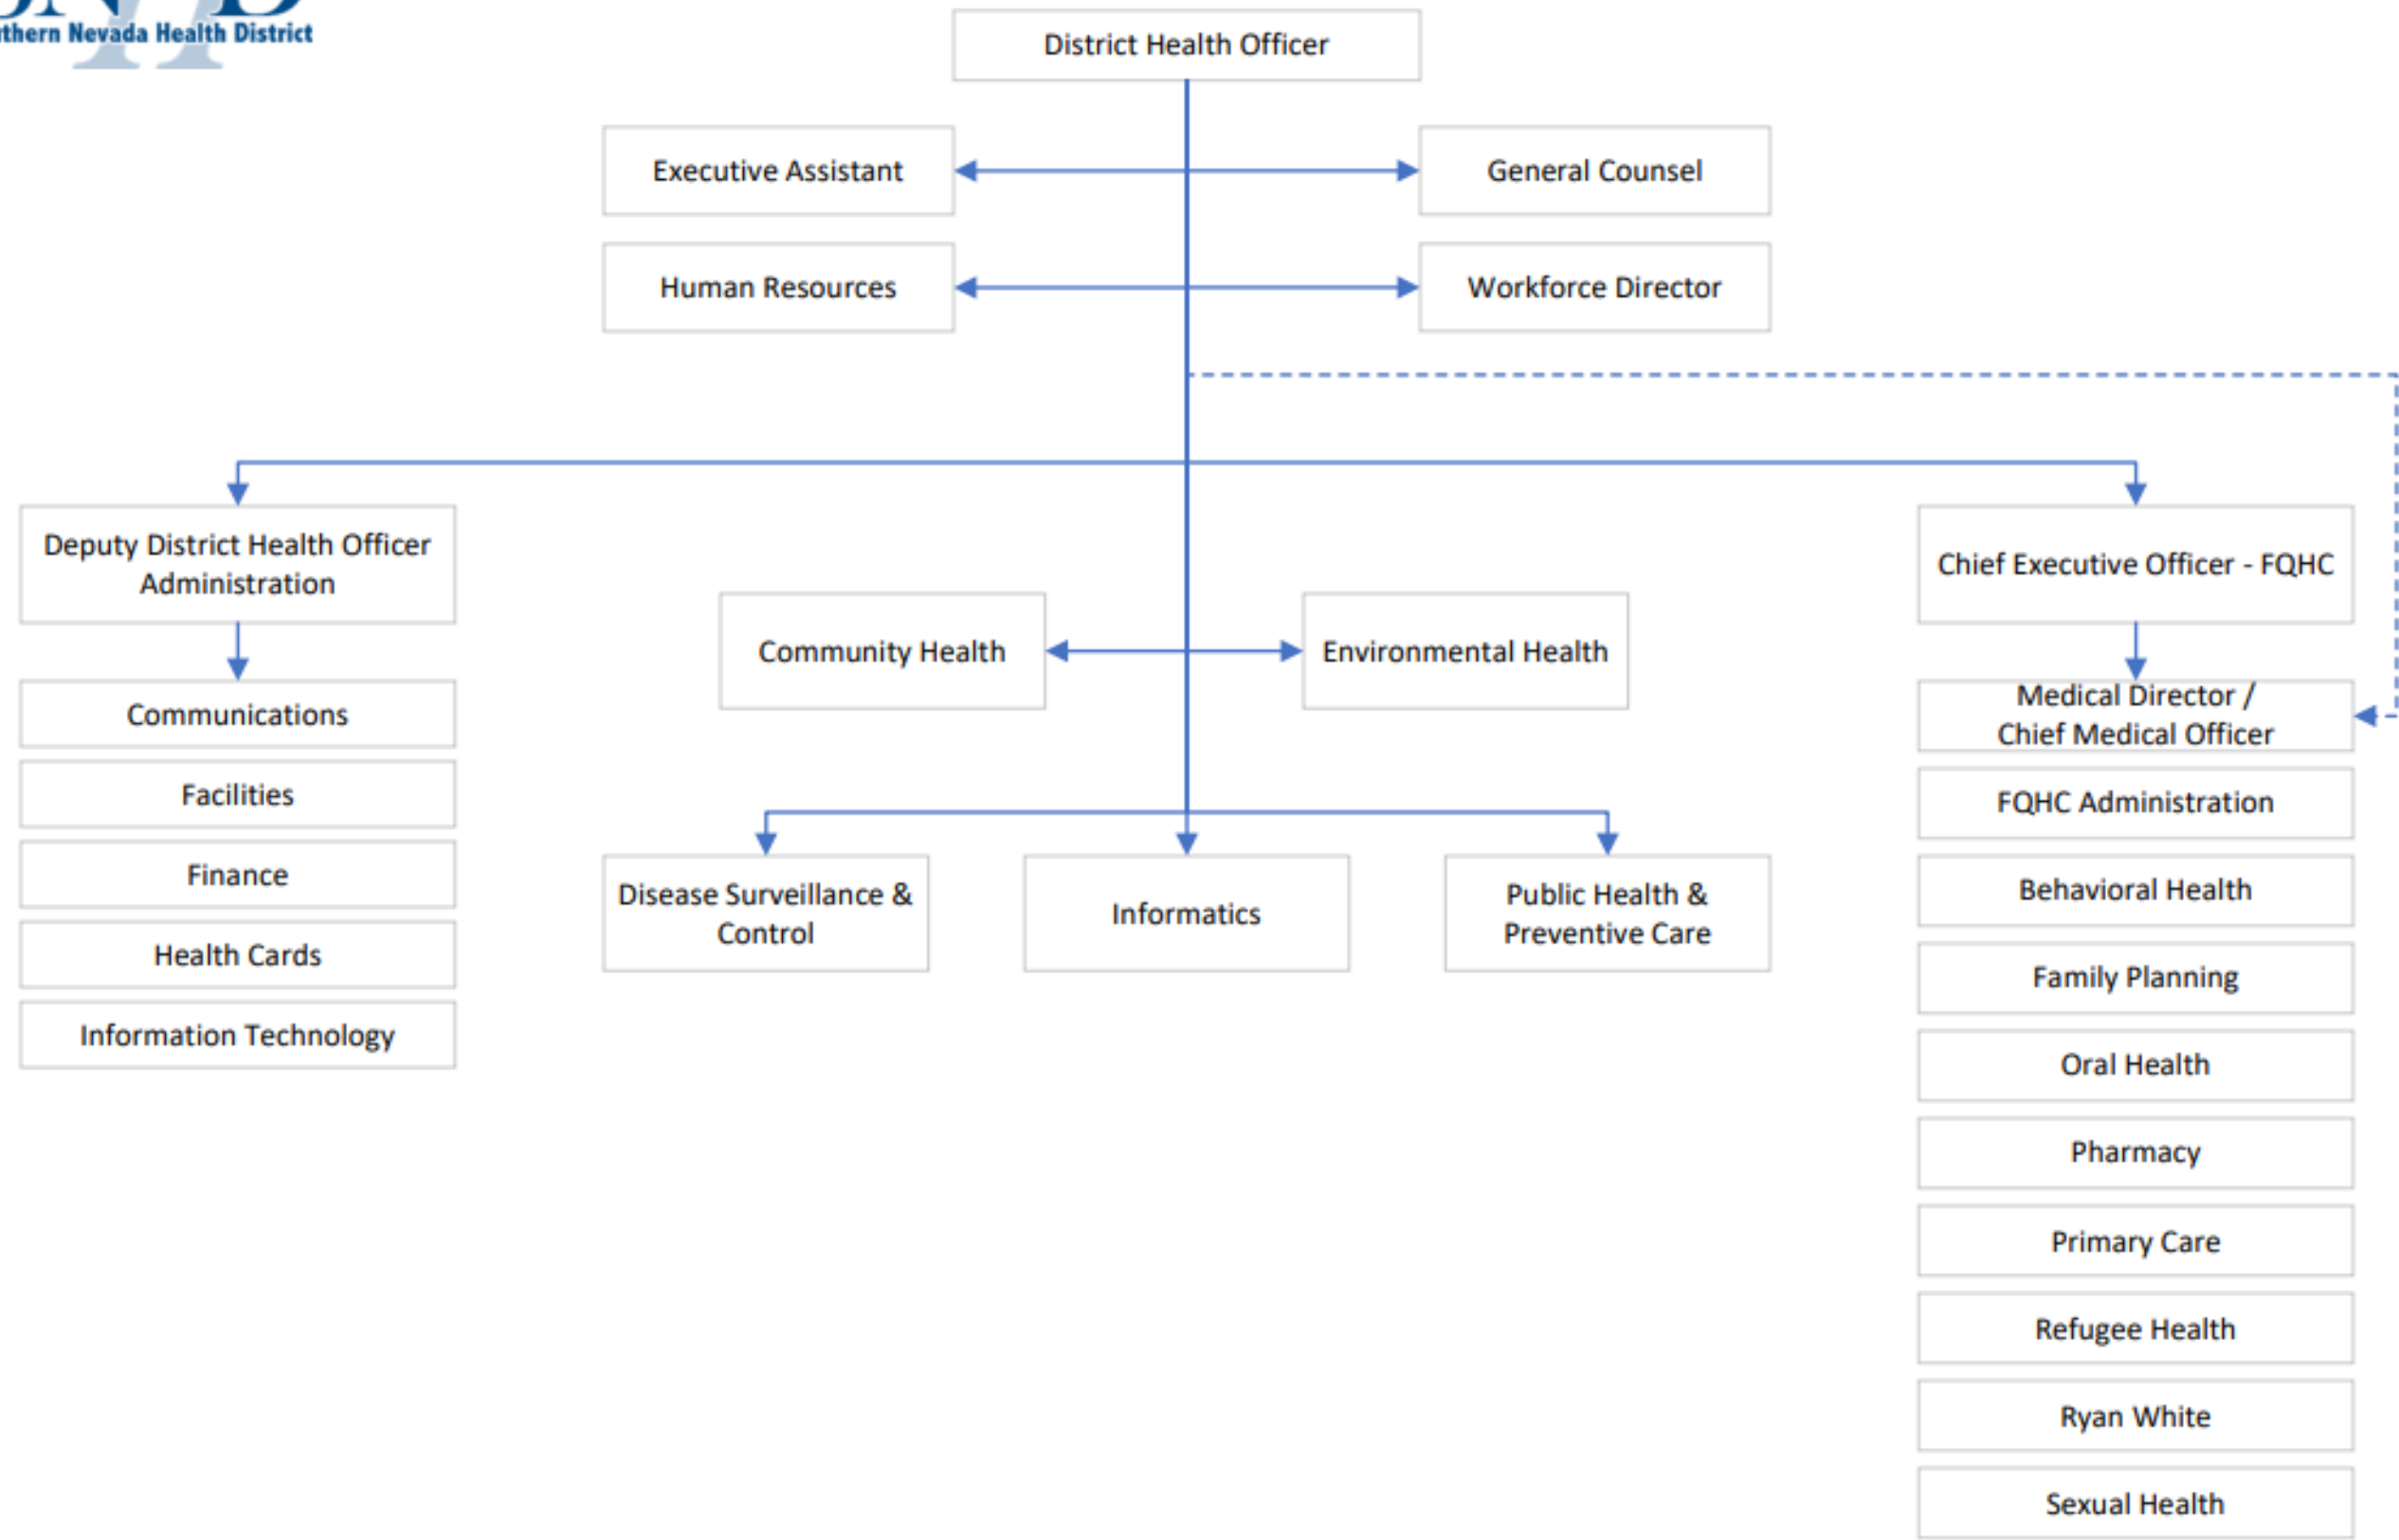 Nevada Health District
District Health Officer
Executive Assistant
General Counsel
Human Resources
Workforce Director
Deputy District Health Officer
Administration
Chief Executive Officer - FQHC
Community Health
Environmental Health
Communications
Facilities
Finance
Health Cards
Information Technology
Disease Surveillance &
Control
Informatics
Public Health &
Preventive Care
Medical Director /
Chief Medical Officer
FQHC Administration
Behavioral Health
Family Planning
Oral Health
Pharmacy
Primary Care
Refugee Health
Ryan White
Sexual Health